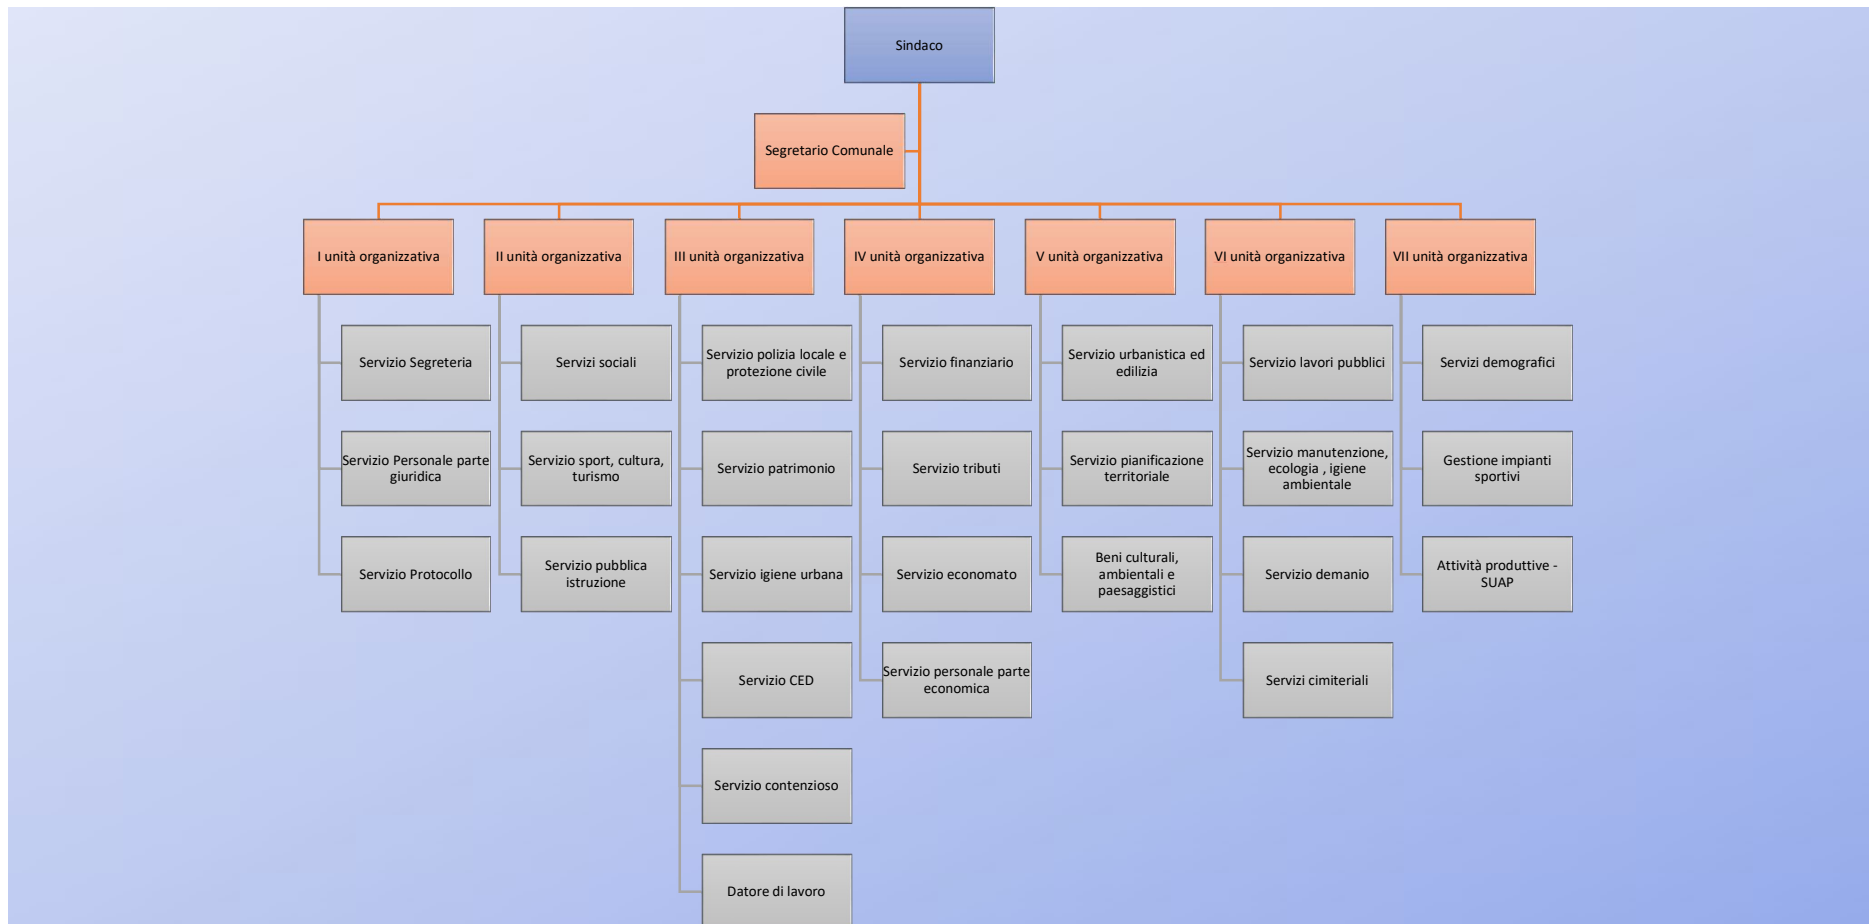 Sindaco
Segretario Comunale
I unità organizzativa
II unità organizzativa
III unità organizzativa
IV unità organizzativa
V unità organizzativa
VI unità organizzativa
VII unità organizzativa
Servizio Segreteria
Servizio Personale parte
giuridica
Servizio Protocollo
Servizi sociali
Servizio sport, cultura,
turismo
Servizio pubblica
istruzione
Servizio polizia locale e
protezione civile
Servizio patrimonio
Servizio igiene urbana
Servizio CED
Servizio contenzioso
Datore di lavoro
Servizio finanziario
Servizio tributi
Servizio economato
Servizio personale parte
economica
Servizio urbanistica ed
edilizia
Servizio pianificazione
territoriale
Beni culturali,
ambientali e
paesaggistici
Servizio lavori pubblici
Servizio manutenzione,
ecologia , igiene
ambientale
Servizio demanio
Servizi cimiteriali
Servizi demografici
Gestione impianti
sportivi
Attività produttive -
SUAP